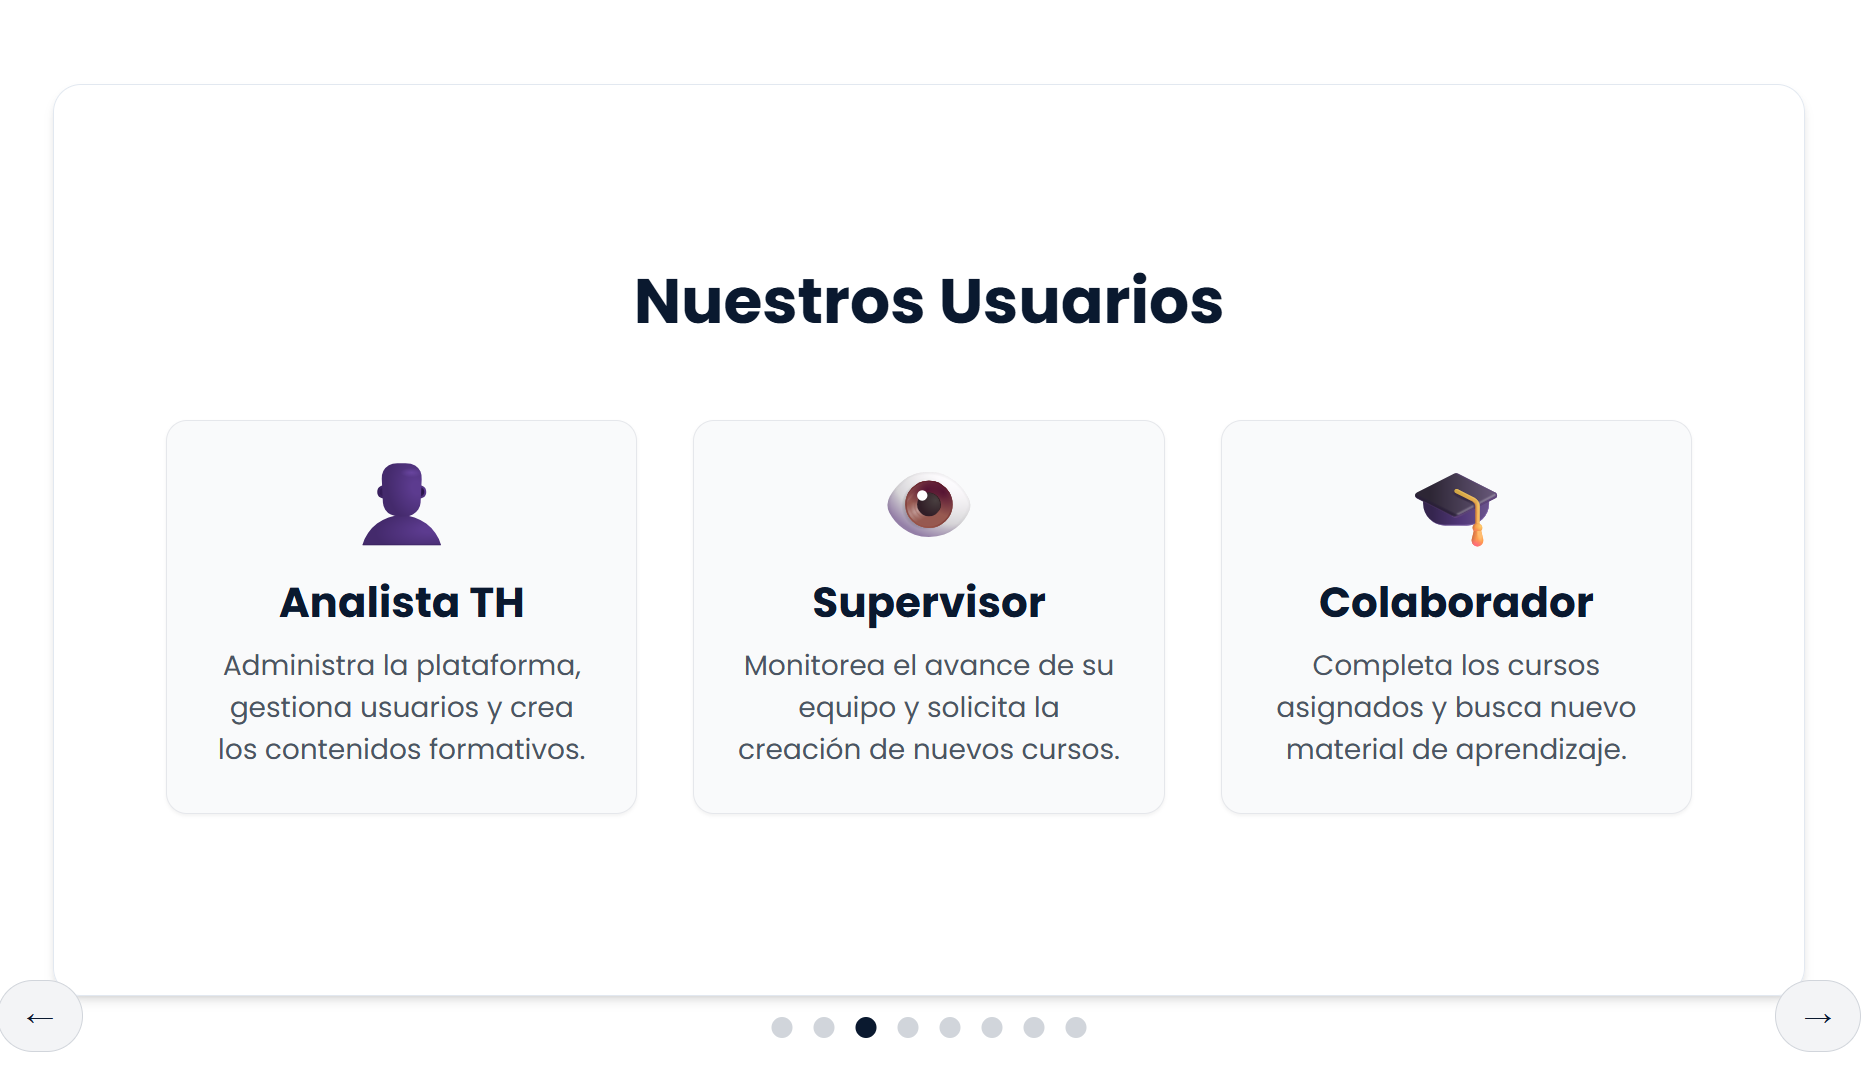 Nuestros Usuarios
Analista TH
Administra la plataforma,
gestiona usuarios y crea
los contenidos formativos.
Supervisor
Monitorea el avance de su
equipo y solicita la
creación de nuevos cursos.
Colaborador
Completa los cursos
asignados y busca nuevo
material de aprendizaje.
← →